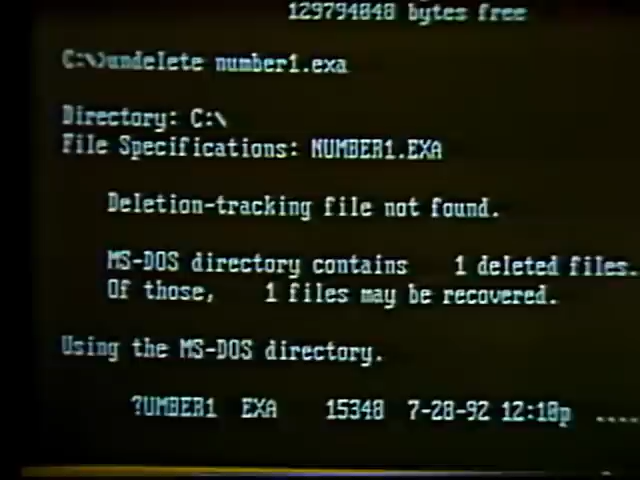 129794048 bytes free
C:\>undelete number1.exa
Directory: C:\
File Specifications: NUMBER1.EXA
Deletion-tracking file not found.
MS-DOS directory contains 1 deleted files.
Of those, 1 files may be recovered.
Using the MS-DOS directory.
?UMBER1 EXA 15348 7-28-92 12:10p ....